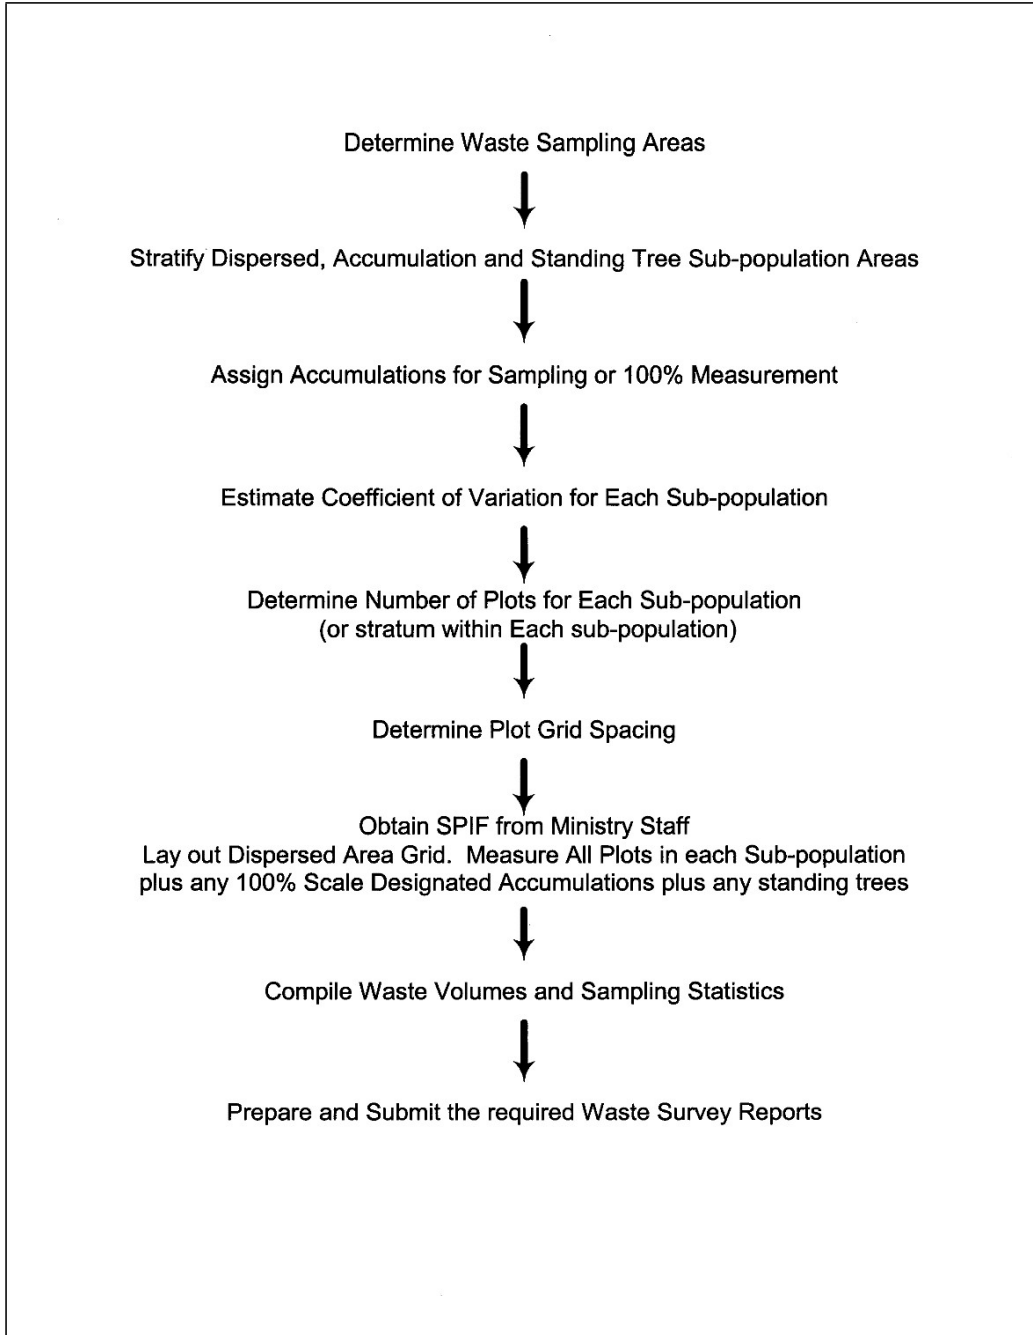 Determine Waste Sampling Areas
Stratify Dispersed, Accumulation and Standing Tree Sub-population Areas
Assign Accumulations for Sampling or 100% Measurement
Estimate Coefficient of Variation for Each Sub-population
Determine Number of Plots for Each Sub-population
(or stratum within Each sub-population)
Determine Plot Grid Spacing
Obtain SPIF from Ministry Staff
Lay out Dispersed Area Grid. Measure All Plots in each Sub-population
plus any 100% Scale Designated Accumulations plus any standing trees
Compile Waste Volumes and Sampling Statistics
Prepare and Submit the required Waste Survey Reports